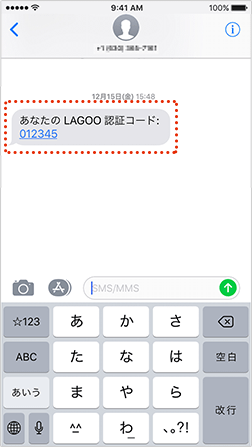 9:41 AM
100%
12月15日(金) 15:48
あなたの LAGOO 認証コード:
012345
SMS/MMS
☆123
あ
か
さ
ABC
た
な
は
空白
あいう
ま
や
ら
改行
^^
わ
、。?!